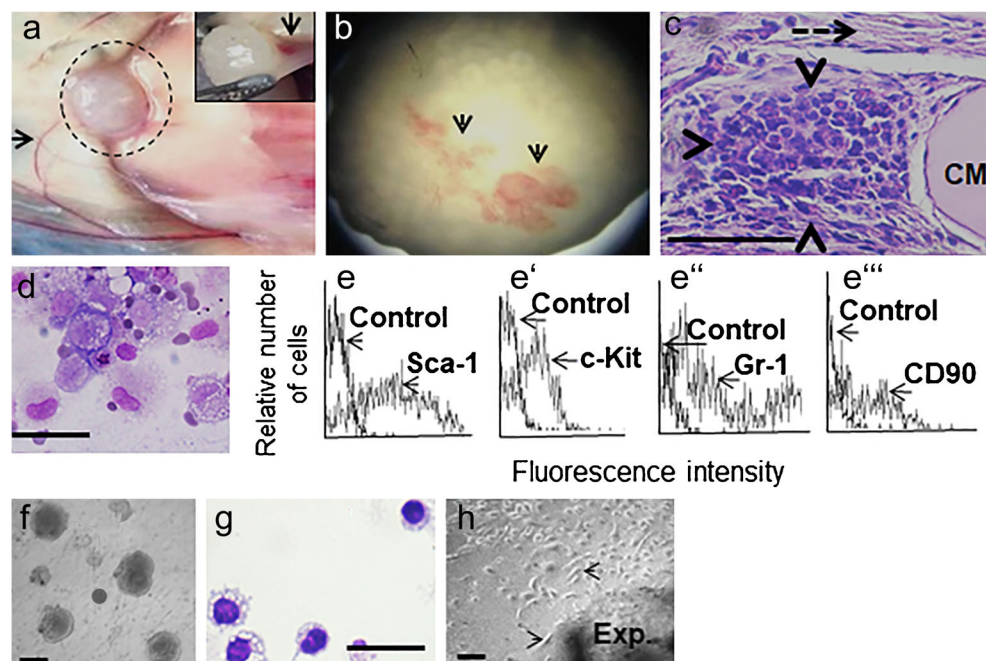 a
b
c
CM
d
Relative number
of cells
e
Control
Sca-1
e'
Control
c-Kit
e''
Control
Gr-1
e'''
Control
CD90
Fluorescence intensity
f
g
h
Exp.